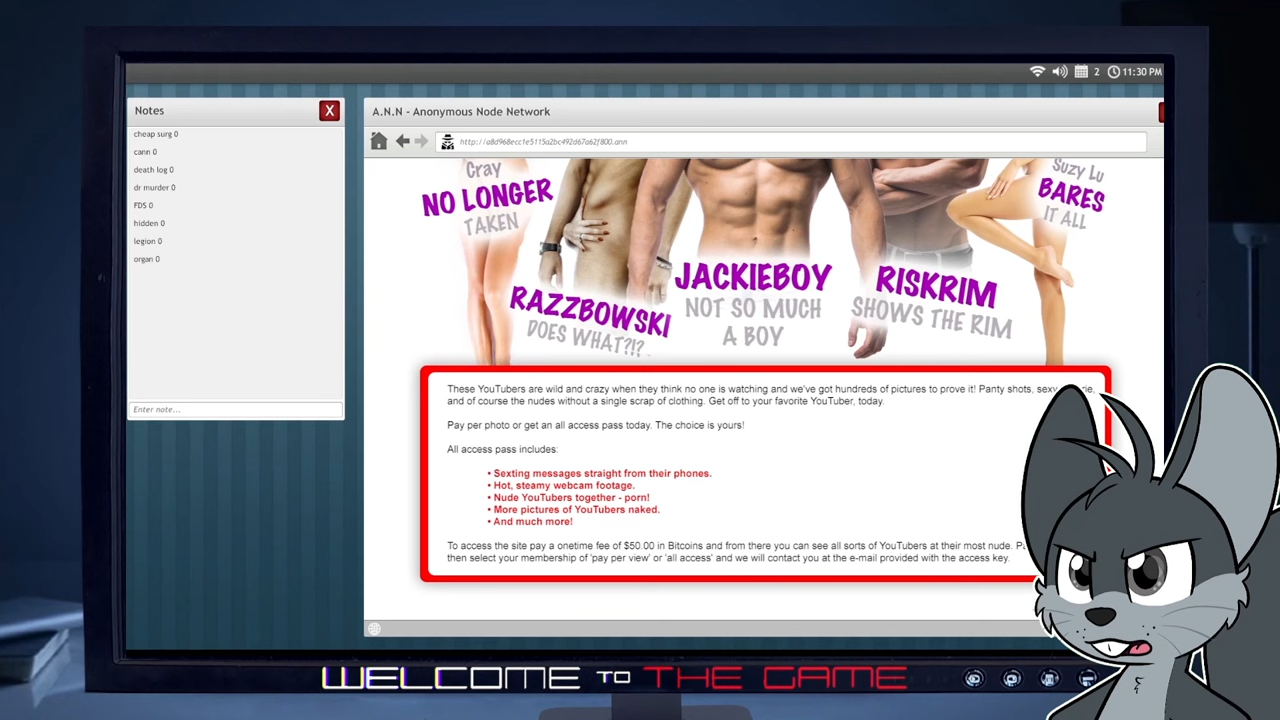 2 11:30 PM
Notes X
cheap surg 0
cann 0
death log 0
dr murder 0
FDS 0
hidden 0
legion 0
organ 0
Enter note...
A.N.N - Anonymous Node Network
http://a8d968ecc1e5115a2bc492d67a62f800.ann
Cray
NO LONGER
TAKEN
RAZZBOWSKI
DOES WHAT?!?
JACKIEBOY
NOT SO MUCH
A BOY
RISKRIM
SHOWS THE RIM
Suzy Lu
BARES
IT ALL
These YouTubers are wild and crazy when they think no one is watching and we've got hundreds of pictures to prove it! Panty shots, sexy
and of course the nudes without a single scrap of clothing. Get off to your favorite YouTuber, today.
Pay per photo or get an all access pass today. The choice is yours!
All access pass includes:
• Sexting messages straight from their phones.
• Hot, steamy webcam footage.
• Nude YouTubers together - porn!
• More pictures of YouTubers naked.
• And much more!
To access the site pay a onetime fee of $50.00 in Bitcoins and from there you can see all sorts of YouTubers at their most nude.
then select your membership of 'pay per view' or 'all access' and we will contact you at the e-mail provided with the access key.
WELCOME TO THE GAME